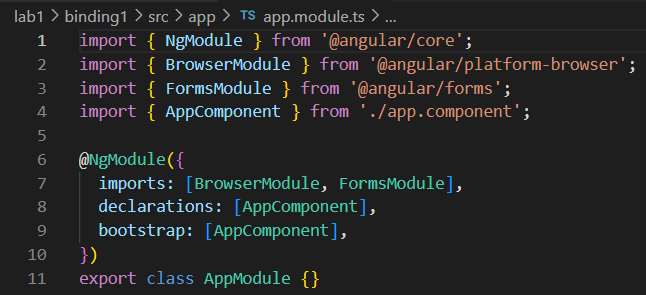 lab1 > binding1 > src > app > TS app.module.ts > ...
1 import { NgModule } from '@angular/core';
2 import { BrowserModule } from '@angular/platform-browser';
3 import { FormsModule } from '@angular/forms';
4 import { AppComponent } from './app.component';
5
6 @NgModule({
7   imports: [BrowserModule, FormsModule],
8   declarations: [AppComponent],
9   bootstrap: [AppComponent],
10 })
11 export class AppModule {}